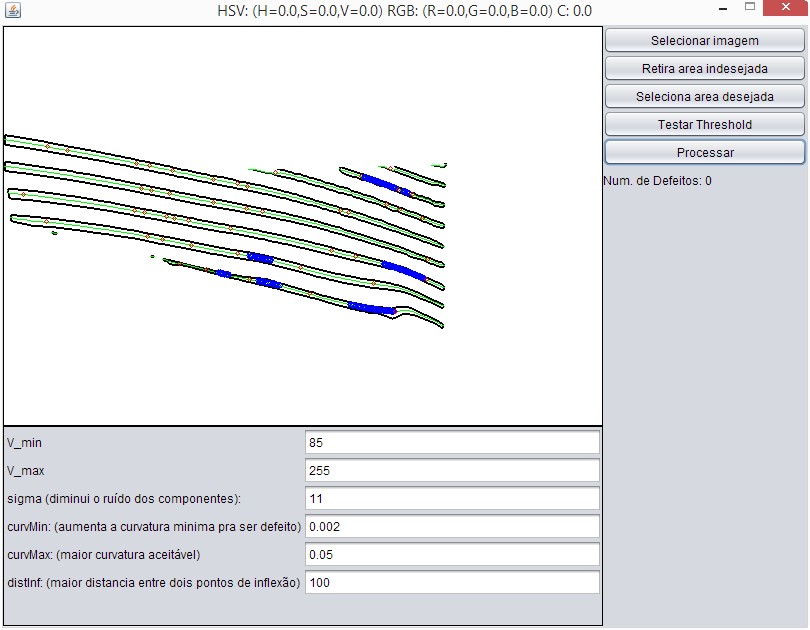 HSV: (H=0.0,S=0.0,V=0.0) RGB: (R=0.0,G=0.0,B=0.0) C: 0.0
Selecionar imagem
Retira area indesejada
Seleciona area desejada
Testar Threshold
Processar
Num. de Defeitos: 0
V_min 85
V_max 255
sigma (diminui o ruído dos componentes): 11
curvMin: (aumenta a curvatura minima pra ser defeito) 0.002
curvMax: (maior curvatura aceitável) 0.05
distInf: (maior distancia entre dois pontos de inflexão) 100